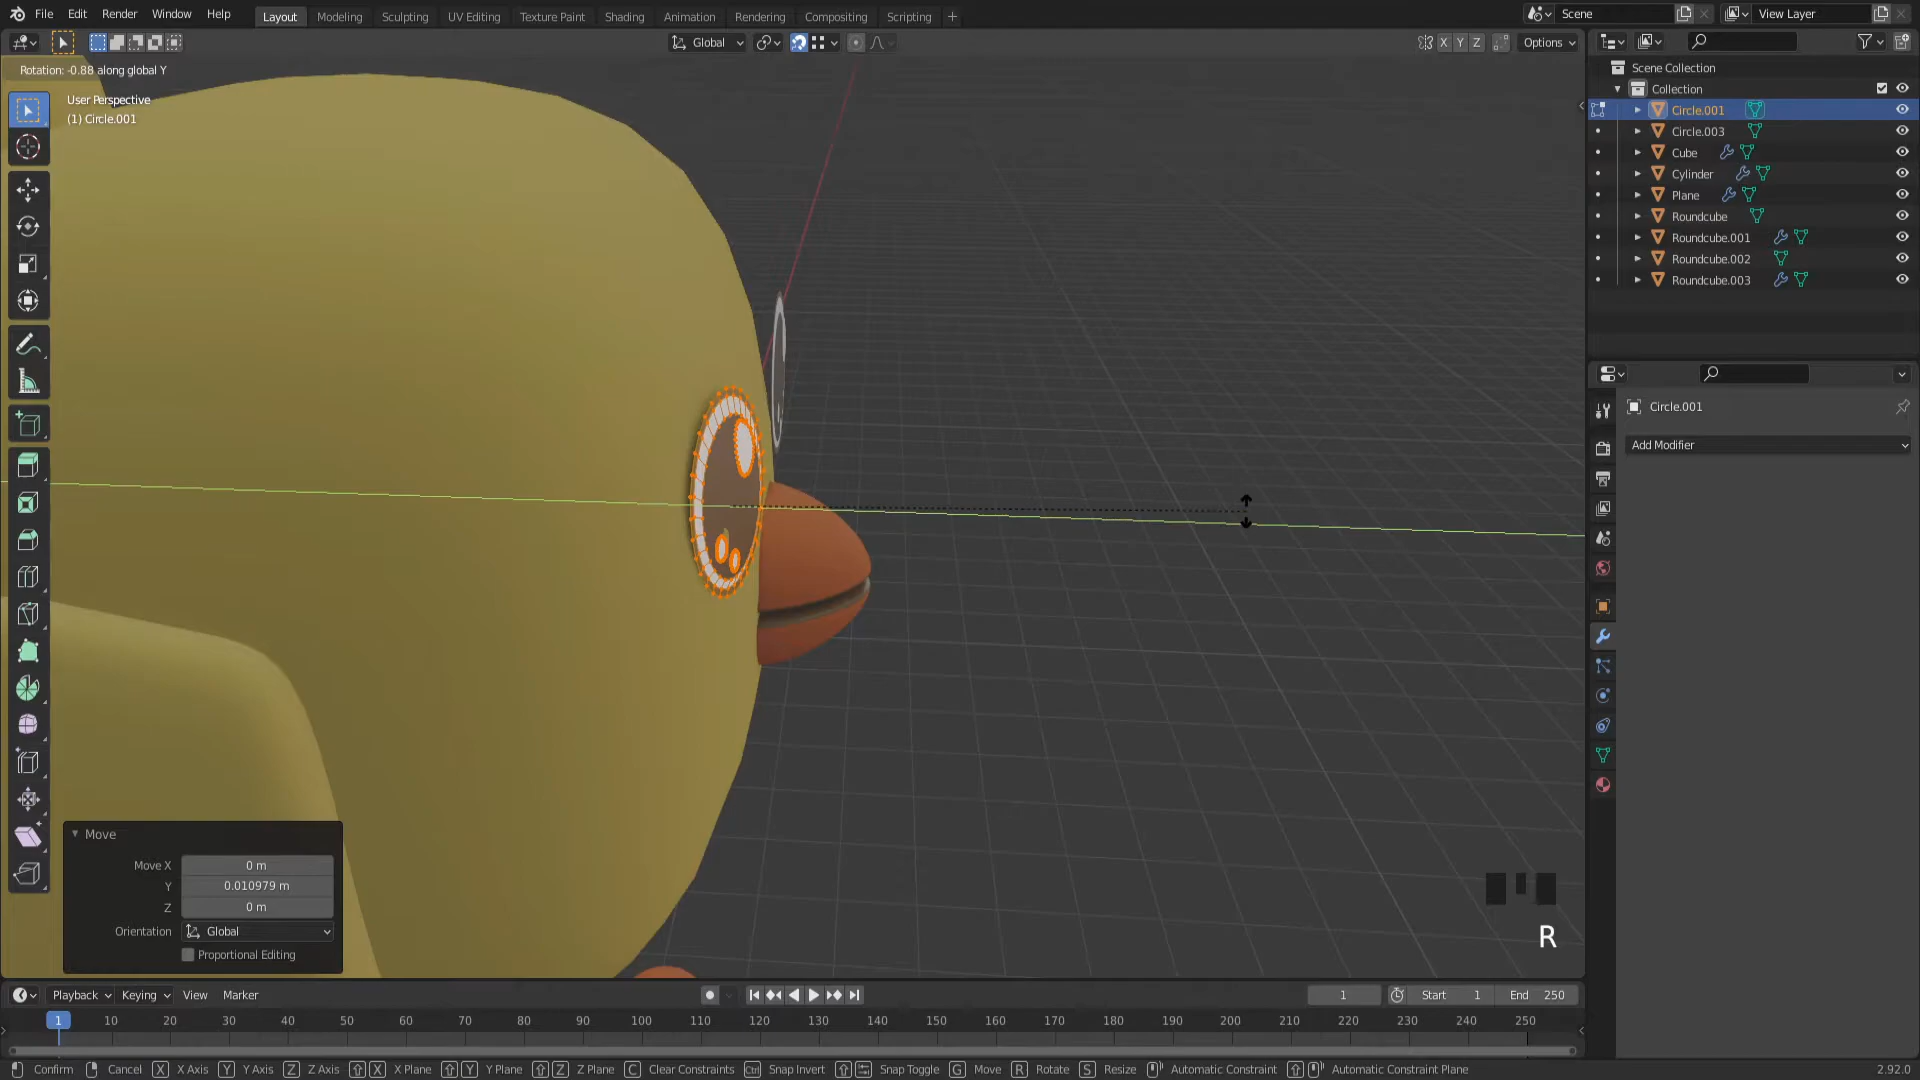 File Edit Render Window Help Layout Modeling Sculpting UV Editing Texture Paint Shading Animation Rendering Compositing Scripting + Scene View Layer
Global X Y Z Options
Rotation: -0.88 along global Y
User Perspective
(1) Circle.001
Scene Collection
Collection
Circle.001
Circle.003
Cube
Cylinder
Plane
Roundcube
Roundcube.001
Roundcube.002
Roundcube.003
Circle.001
Add Modifier
Move
Move X 0 m
Y 0.010979 m
Z 0 m
Orientation Global
Proportional Editing
R
Playback Keying View Marker 1 Start 1 End 250
1 10 20 30 40 50 60 70 80 90 100 110 120 130 140 150 160 170 180 190 200 210 220 230 240 250
Confirm Cancel X X Axis Y Y Axis Z Z Axis X X Plane Y Y Plane Z Z Plane C Clear Constraints Ctrl Snap Invert Snap Toggle G Move R Rotate S Resize Automatic Constraint Automatic Constraint Plane 2.92.0